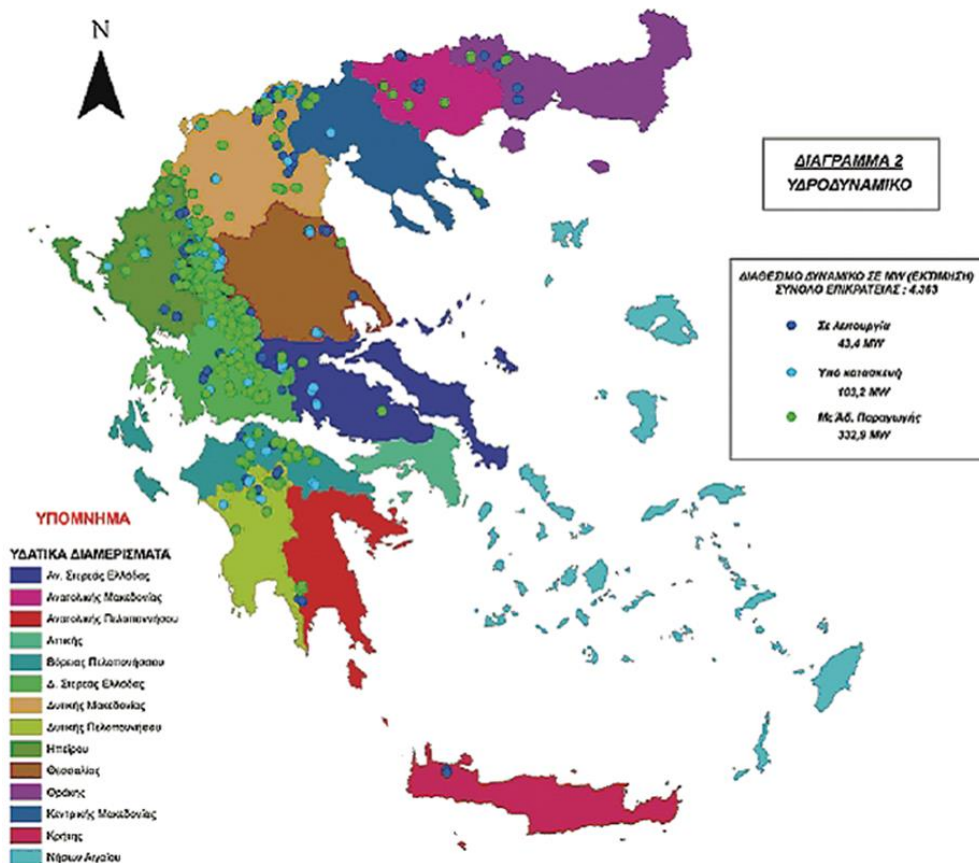 N
ΔΙΑΓΡΑΜΜΑ 2
ΥΔΡΟΔΥΝΑΜΙΚΟ
ΔΙΑΘΕΣΙΜΟ ΔΥΝΑΜΙΚΟ ΣΕ MW (ΕΚΤΙΜΗΣΗ)
ΣΥΝΟΛΟ ΕΠΙΚΡΑΤΕΙΑΣ : 4.363
Σε λειτουργία
43,4 MW
Υπό κατασκευή
103,2 MW
Με Άδ. Παραγωγής
332,9 MW
ΥΠΟΜΝΗΜΑ
ΥΔΑΤΙΚΑ ΔΙΑΜΕΡΙΣΜΑΤΑ
Αν. Στερεάς Ελλάδας
Ανατολικής Μακεδονίας
Ανατολικής Πελοποννήσου
Αττικής
Βόρειας Πελοποννήσου
Δ. Στερεάς Ελλάδας
Δυτικής Μακεδονίας
Δυτικής Πελοποννήσου
Ηπείρου
Θεσσαλίας
Θράκης
Κεντρικής Μακεδονίας
Κρήτης
Νήσων Αιγαίου